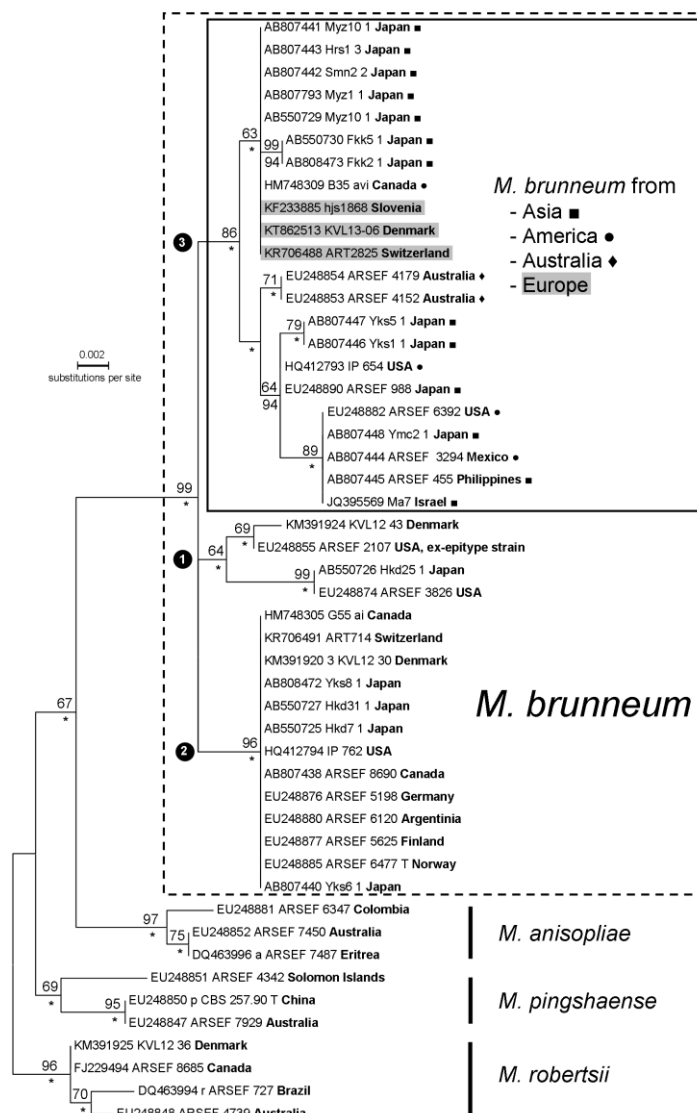 AB807441 Myz10 1 Japan ■
AB807443 Hrs1 3 Japan ■
AB807442 Smn2 2 Japan ■
AB807793 Myz1 1 Japan ■
AB550729 Myz10 1 Japan ■
63
*
99
94
AB550730 Fkk5 1 Japan ■
AB808473 Fkk2 1 Japan ■
HM748309 B35 avi Canada ●
KF233885 hjs1868 Slovenia
KT862513 KVL13-06 Denmark
KR706488 ART2825 Switzerland
M. brunneum from
- Asia ■
- America ●
- Australia ♦
- Europe
3
86
*
71
*
EU248854 ARSEF 4179 Australia ♦
EU248853 ARSEF 4152 Australia ♦
*
79
*
AB807447 Yks5 1 Japan ■
AB807446 Yks1 1 Japan ■
HQ412793 IP 654 USA ●
64
94
EU248890 ARSEF 988 Japan ■
EU248882 ARSEF 6392 USA ●
AB807448 Ymc2 1 Japan ■
89
*
AB807444 ARSEF 3294 Mexico ●
AB807445 ARSEF 455 Philippines ■
JQ395569 Ma7 Israel ■
0.002
substitutions per site
99
*
1
64
*
69
*
KM391924 KVL12 43 Denmark
EU248855 ARSEF 2107 USA, ex-epitype strain
99
*
AB550726 Hkd25 1 Japan
EU248874 ARSEF 3826 USA
HM748305 G55 ai Canada
KR706491 ART714 Switzerland
KM391920 3 KVL12 30 Denmark
AB808472 Yks8 1 Japan
AB550727 Hkd31 1 Japan
AB550725 Hkd7 1 Japan
2
96
*
HQ412794 IP 762 USA
AB807438 ARSEF 8690 Canada
EU248876 ARSEF 5198 Germany
EU248880 ARSEF 6120 Argentinia
EU248877 ARSEF 5625 Finland
EU248885 ARSEF 6477 T Norway
AB807440 Yks6 1 Japan
M. brunneum
67
*
97
*
EU248881 ARSEF 6347 Colombia
75
*
EU248852 ARSEF 7450 Australia
DQ463996 a ARSEF 7487 Eritrea
M. anisopliae
69
*
EU248851 ARSEF 4342 Solomon Islands
95
*
EU248850 p CBS 257.90 T China
EU248847 ARSEF 7929 Australia
M. pingshaense
96
*
KM391925 KVL12 36 Denmark
FJ229494 ARSEF 8685 Canada
70
*
DQ463994 r ARSEF 727 Brazil
EU248848 ARSEF 4739 Australia
M. robertsii